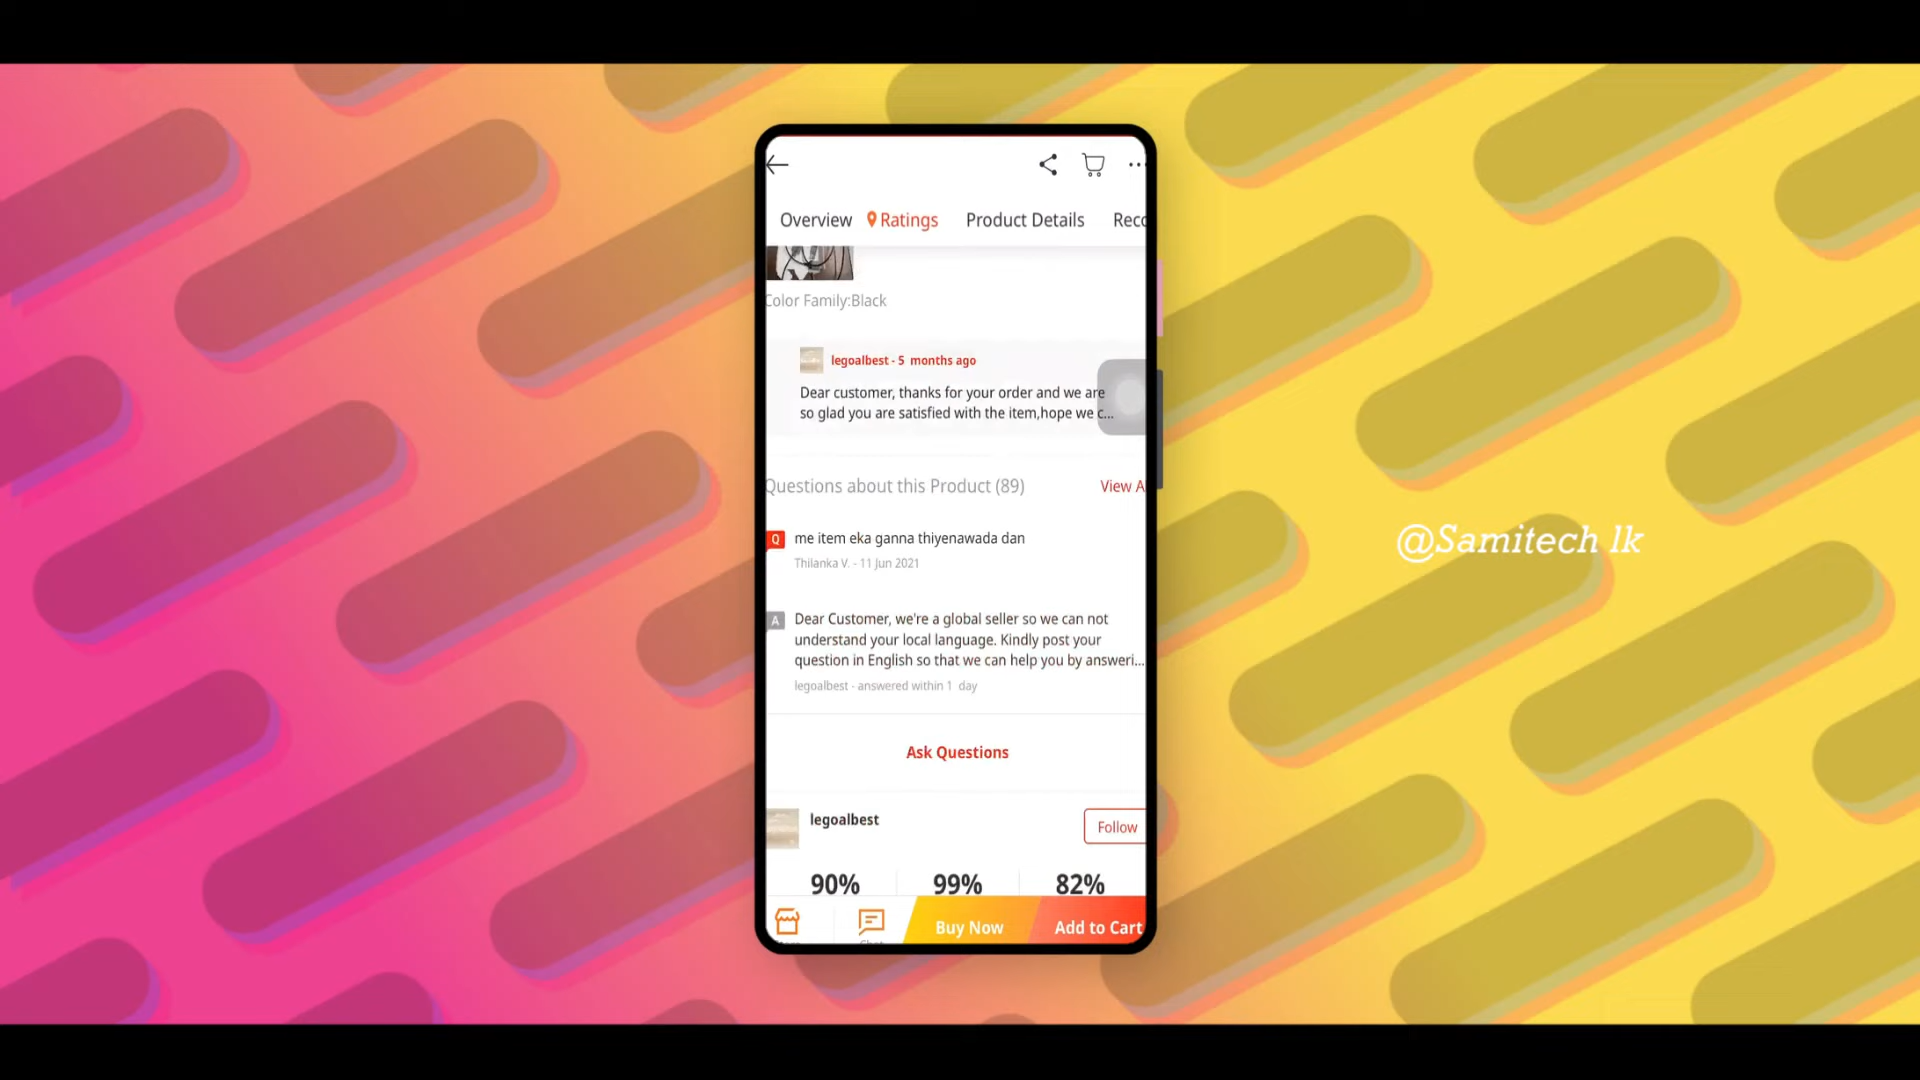 Overview Ratings Product Details Reco
Color Family:Black
legoalbest - 5 months ago
Dear customer, thanks for your order and we are
so glad you are satisfied with the item,hope we c...
Questions about this Product (89) View A
Q me item eka ganna thiyenawada dan
Thilanka V. - 11 Jun 2021
A Dear Customer, we're a global seller so we can not
understand your local language. Kindly post your
question in English so that we can help you by answeri...
legoalbest - answered within 1 day
Ask Questions
legoalbest Follow
90% 99% 82%
Buy Now Add to Cart
@Samitech lk